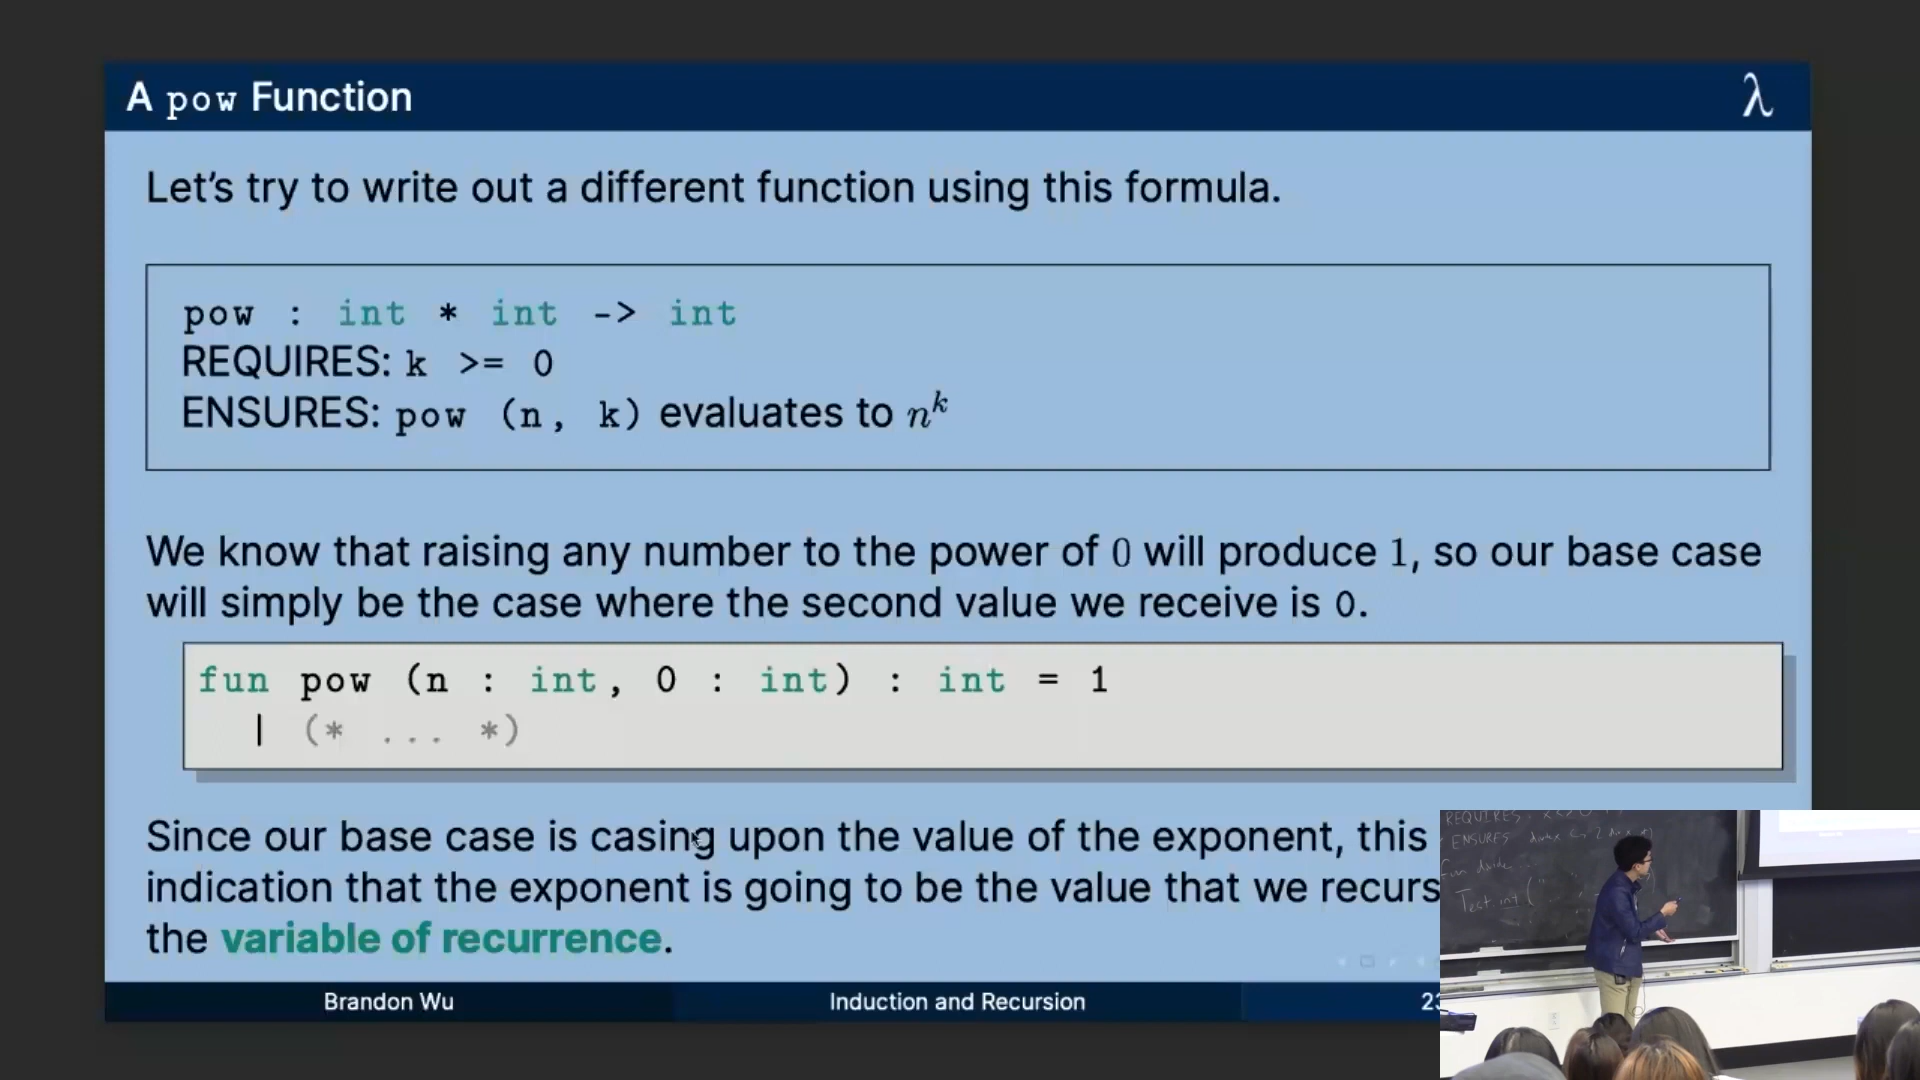 A pow Function λ
Let's try to write out a different function using this formula.
pow : int * int -> int
REQUIRES: k >= 0
ENSURES: pow (n, k) evaluates to n^k
We know that raising any number to the power of 0 will produce 1, so our base case
will simply be the case where the second value we receive is 0.
fun pow (n : int, 0 : int) : int = 1
| (* ... *)
Since our base case is casing upon the value of the exponent, this
indication that the exponent is going to be the value that we recurs
the variable of recurrence.
Brandon Wu Induction and Recursion
REQUIRES:
ENSURES
Test.int (